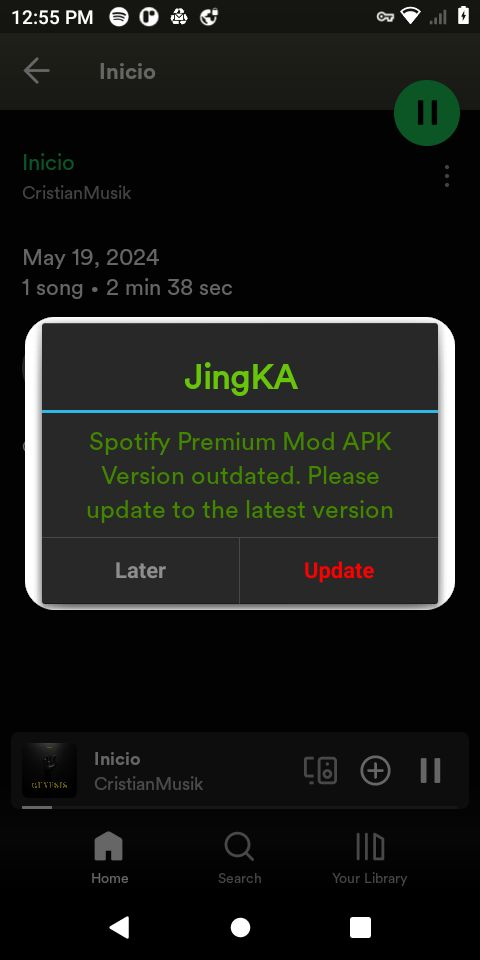 12:55 PM
Inicio
Inicio
CristianMusik
May 19, 2024
1 song • 2 min 38 sec
JingKA
Spotify Premium Mod APK
Version outdated. Please
update to the latest version
Later
Update
Inicio
CristianMusik
Home
Search
Your Library